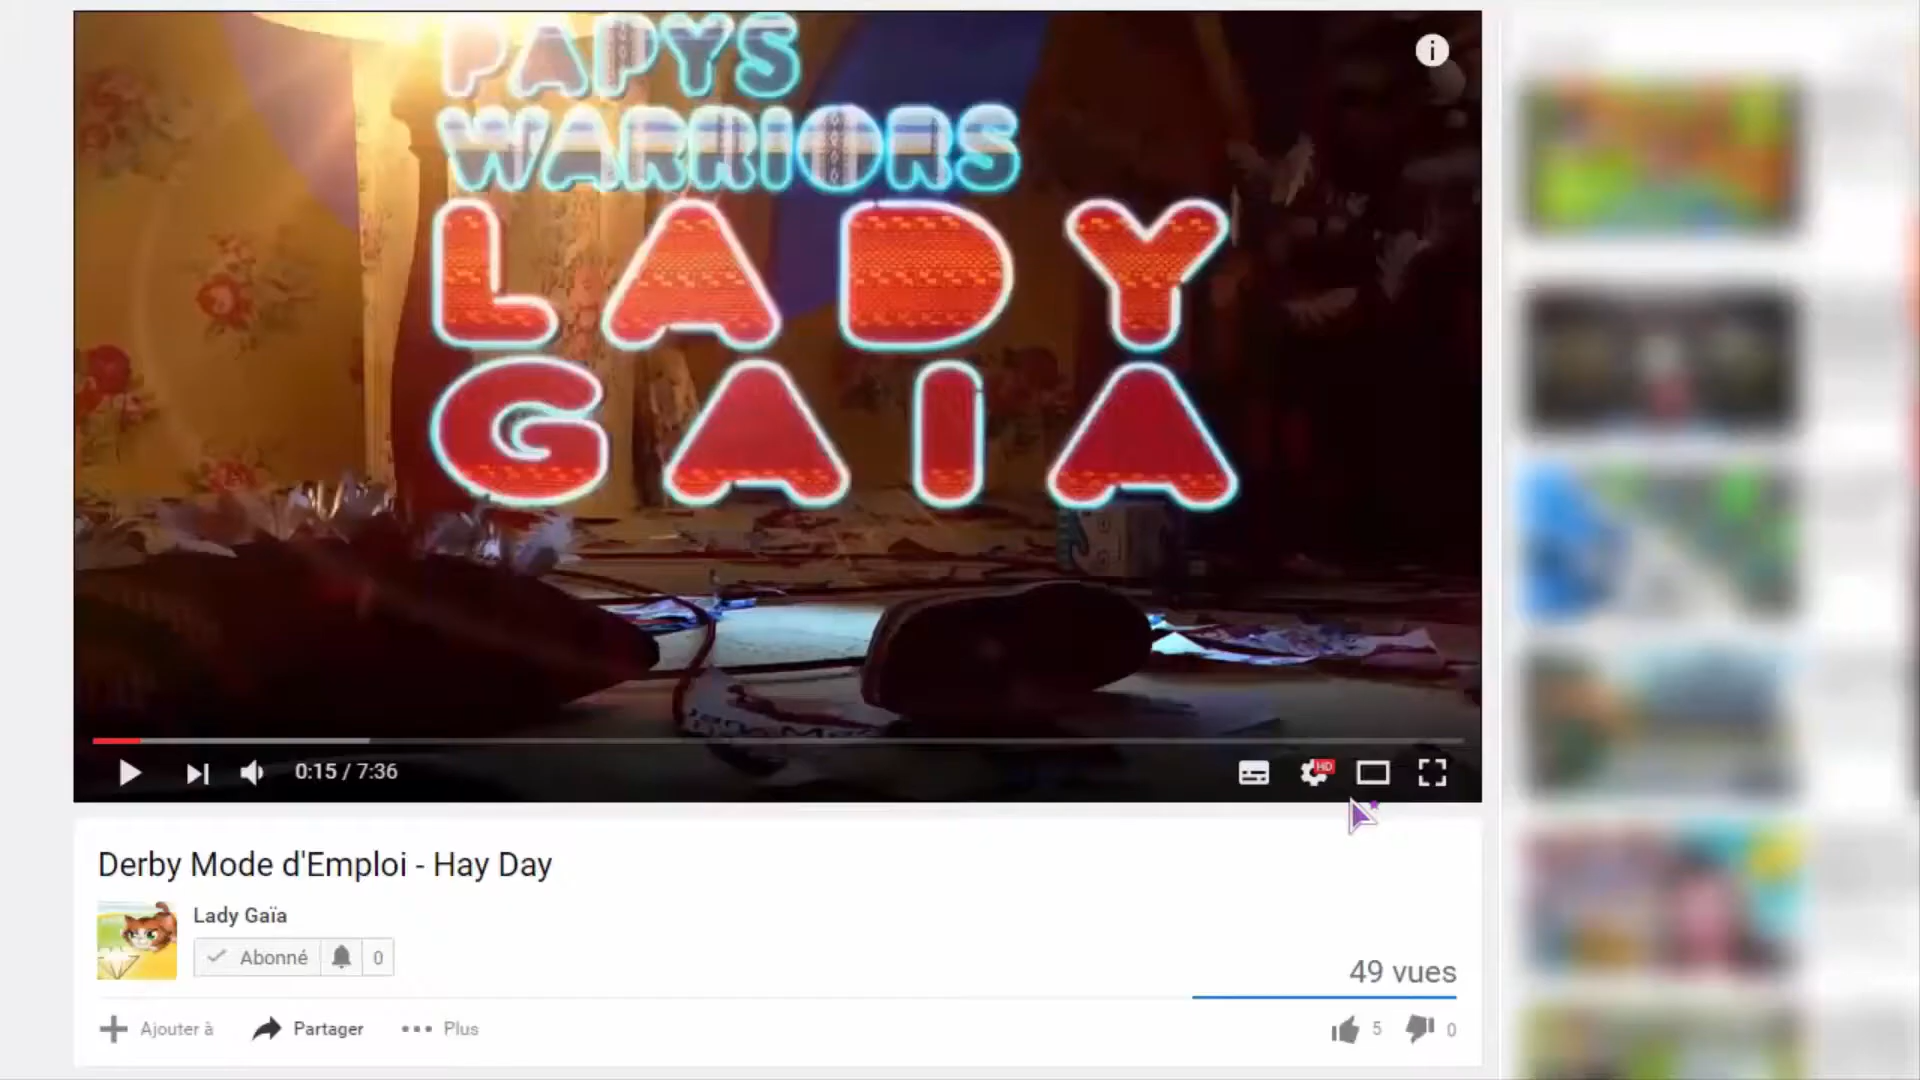 PAPYS
WARRIORS
LADY
GAIA
i
0:15 / 7:36
HD
Derby Mode d'Emploi - Hay Day
Lady Gaïa
Abonné 0
49 vues
Ajouter à Partager Plus
5 0